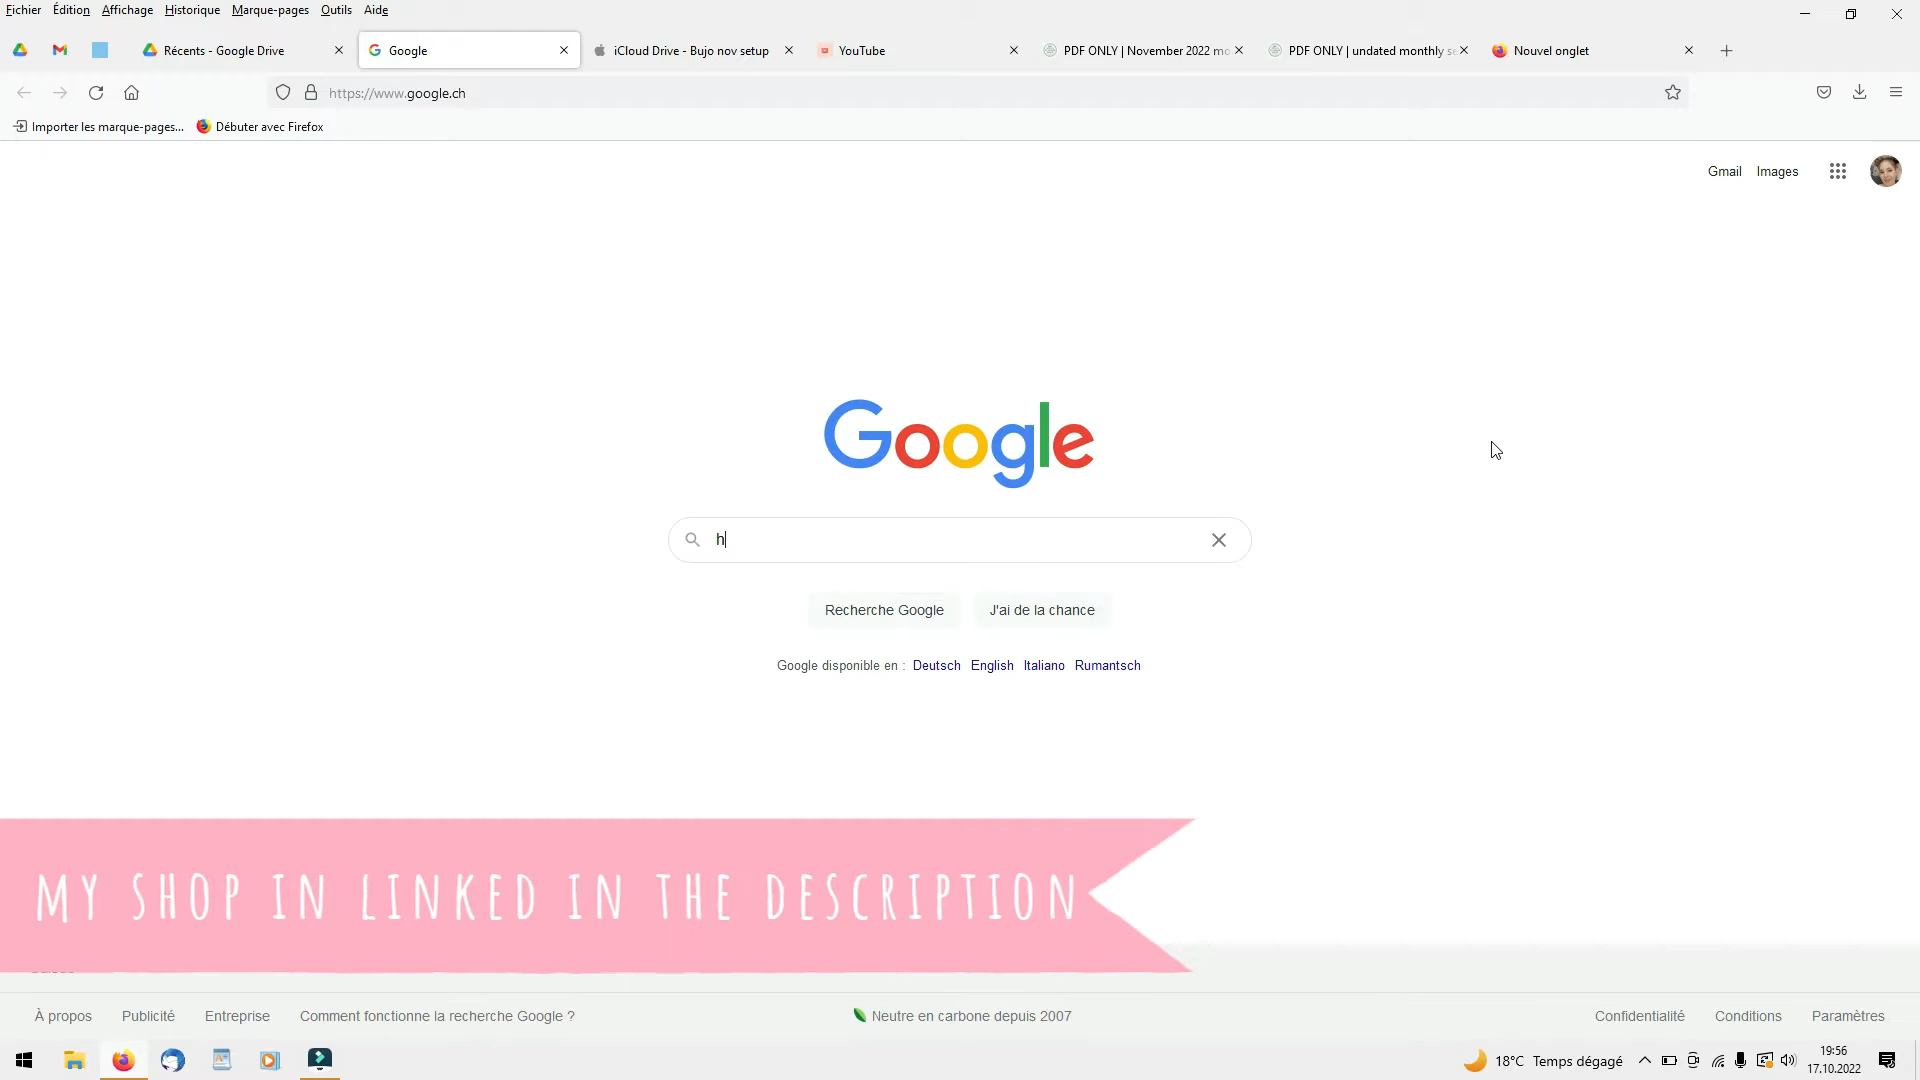 Fichier Édition Affichage Historique Marque-pages Outils Aide
Récents - Google Drive
Google
iCloud Drive - Bujo nov setup
YouTube
PDF ONLY | November 2022 mo
PDF ONLY | undated monthly se
Nouvel onglet
https://www.google.ch
Importer les marque-pages... Débuter avec Firefox
Gmail Images
Google
h
Recherche Google J'ai de la chance
Google disponible en : Deutsch English Italiano Rumantsch
MY SHOP IN LINKED IN THE DESCRIPTION
À propos Publicité Entreprise Comment fonctionne la recherche Google ? Neutre en carbone depuis 2007 Confidentialité Conditions Paramètres
18°C Temps dégagé
19:56
17.10.2022